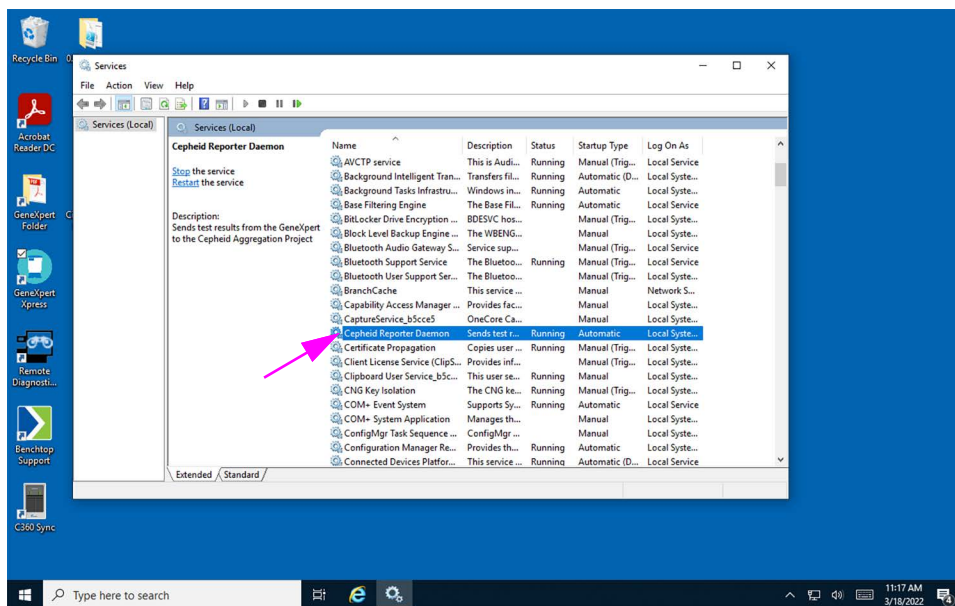 Recycle Bin
Services
File Action View Help
Services (Local)
Services (Local)
Acrobat
Reader DC
GeneXpert
Folder
GeneXpert
Xpress
Remote
Diagnosti...
Benchtop
Support
C360 Sync
Cepheid Reporter Daemon
Stop the service
Restart the service
Description:
Sends test results from the GeneXpert
to the Cepheid Aggregation Project
Name Description Status Startup Type Log On As
AVCTP service This is Audi... Running Manual (Trig... Local Service
Background Intelligent Tran... Transfers fil... Running Automatic (D... Local Syste...
Background Tasks Infrastru... Windows in... Running Automatic Local Syste...
Base Filtering Engine The Base Fil... Running Automatic Local Service
BitLocker Drive Encryption ... BDESVC hos... Manual (Trig... Local Syste...
Block Level Backup Engine ... The WBENG... Manual Local Syste...
Bluetooth Audio Gateway S... Service sup... Manual (Trig... Local Service
Bluetooth Support Service The Bluetoo... Running Manual (Trig... Local Service
Bluetooth User Support Ser... The Bluetoo... Manual (Trig... Local Syste...
BranchCache This service ... Manual Network S...
Capability Access Manager ... Provides fac... Manual Local Syste...
CaptureService_b5cce5 OneCore Ca... Manual Local Syste...
Cepheid Reporter Daemon Sends test r... Running Automatic Local Syste...
Certificate Propagation Copies user ... Running Manual (Trig... Local Syste...
Client License Service (ClipS... Provides inf... Manual (Trig... Local Syste...
Clipboard User Service_b5c... This user se... Running Manual Local Syste...
CNG Key Isolation The CNG ke... Running Manual (Trig... Local Syste...
COM+ Event System Supports Sy... Running Automatic Local Service
COM+ System Application Manages th... Manual Local Syste...
ConfigMgr Task Sequence ... ConfigMgr ... Manual Local Syste...
Configuration Manager Re... Provides th... Running Automatic Local Syste...
Connected Devices Platfor... This service ... Running Automatic (D... Local Service
Extended Standard
Type here to search
11:17 AM
3/18/2022
4